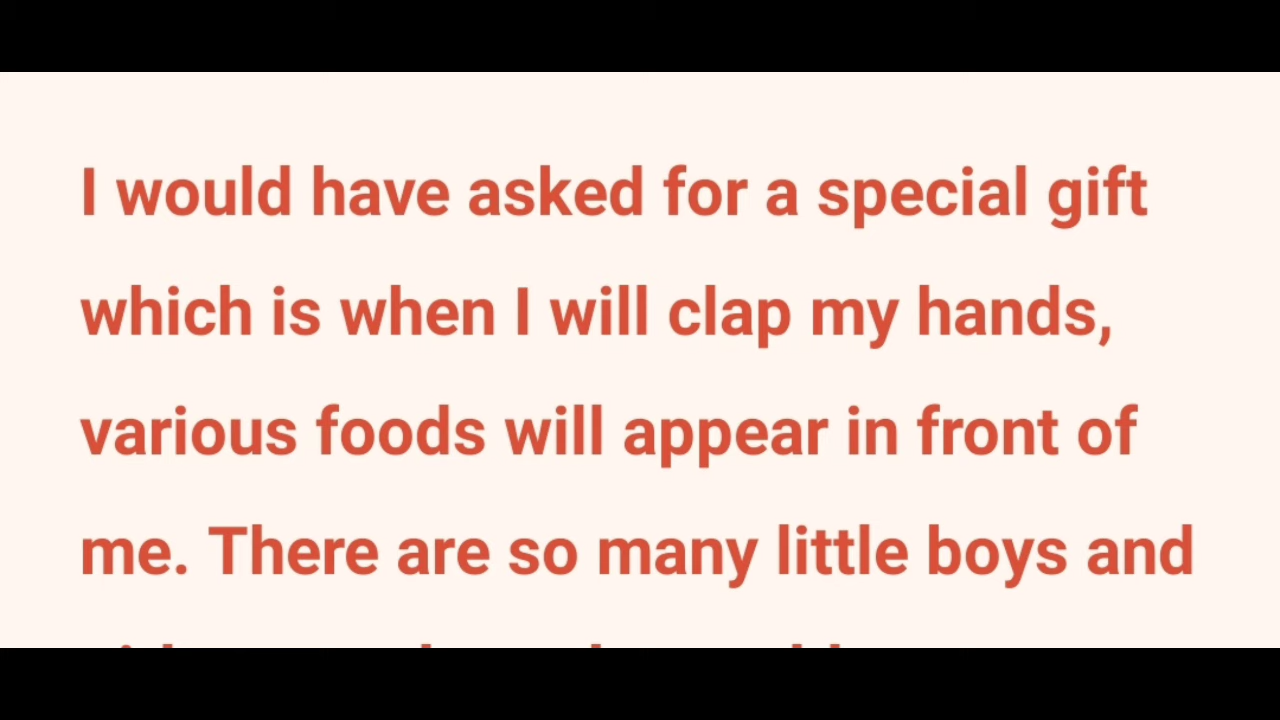 I would have asked for a special gift
which is when I will clap my hands,
various foods will appear in front of
me. There are so many little boys and